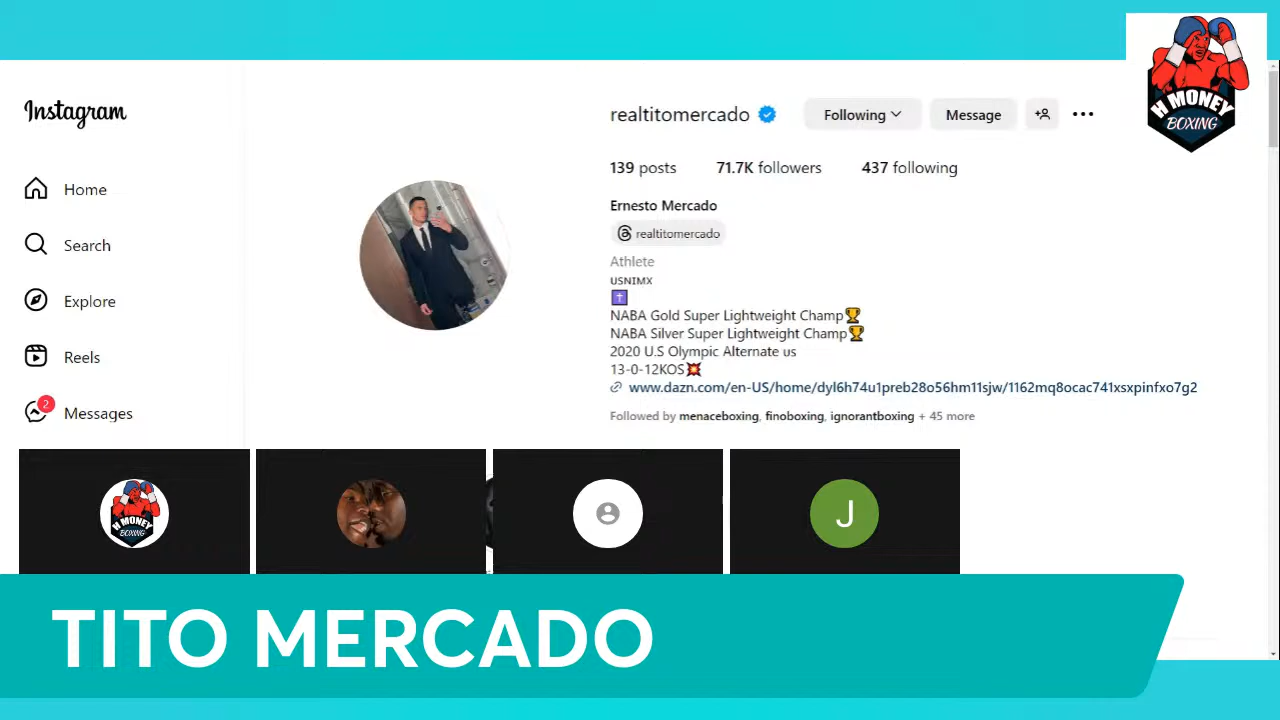 H MONEY
BOXING
Instagram
realtitomercado
Following
Message
139 posts
71.7K followers
437 following
Home
Ernesto Mercado
realtitomercado
Search
Athlete
USNIMX
NABA Gold Super Lightweight Champ🏆
Explore
NABA Silver Super Lightweight Champ🏆
2020 U.S Olympic Alternate us
Reels
13-0-12KOS💥
www.dazn.com/en-US/home/dyl6h74u1preb28o56hm11sjw/1162mq8ocac741xsxpinfxo7g2
2
Messages
Followed by menaceboxing, finoboxing, ignorantboxing + 45 more
H MONEY
BOXING
J
TITO MERCADO